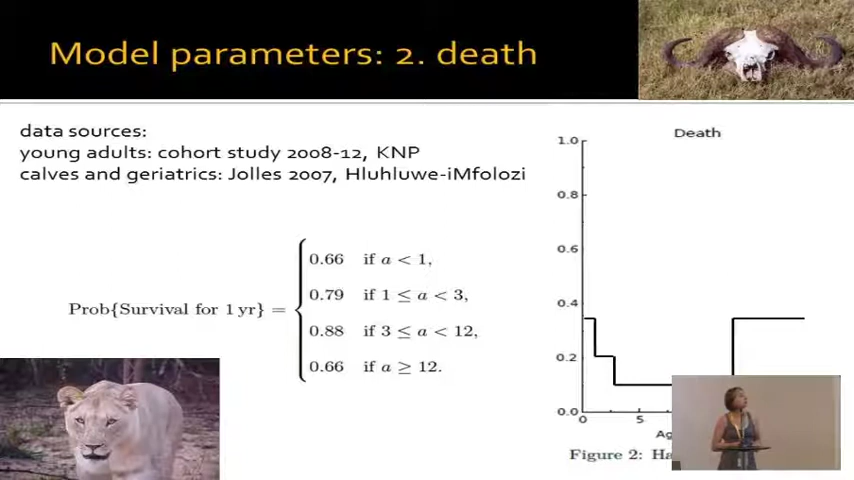 Model parameters: 2. death
data sources:
young adults: cohort study 2008-12, KNP
calves and geriatrics: Jolles 2007, Hluhluwe-iMfolozi
Prob{Survival for 1 yr} =
0.66 if a < 1,
0.79 if 1 ≤ a < 3,
0.88 if 3 ≤ a < 12,
0.66 if a ≥ 12.
Death
1.0
0.8
0.6
0.4
0.2
0.0
0 5
Figure 2: